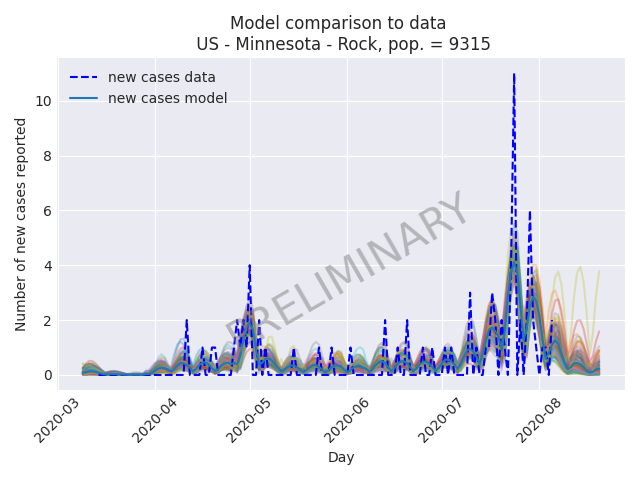 Model comparison to data
US - Minnesota - Rock, pop. = 9315
new cases data
new cases model
Number of new cases reported
10
8
6
4
2
0
PRELIMINARY
2020-03
2020-04
2020-05
2020-06
2020-07
2020-08
Day